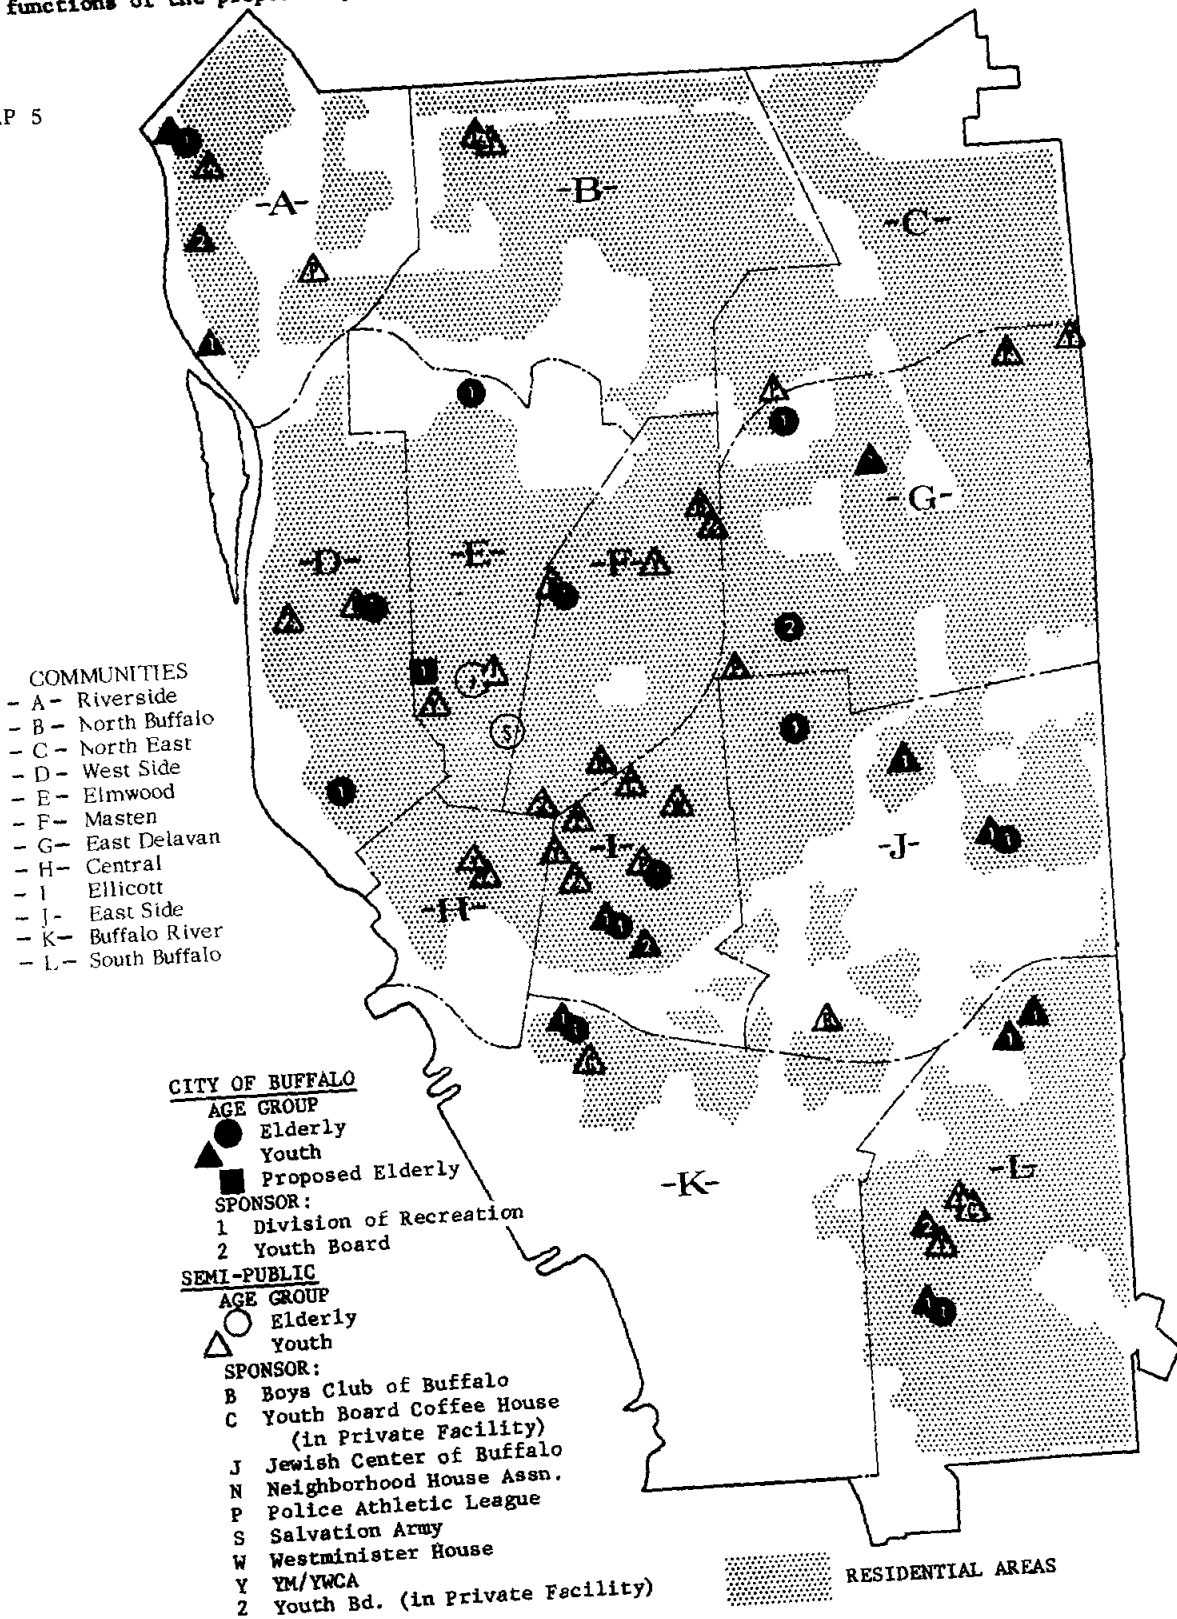 functions of the
P 5
-A-
-B-
-C-
-D-
-E-
-F-
-G-
-H-
-I-
-J-
-K-
-L-
COMMUNITIES
- A - Riverside
- B - North Buffalo
- C - North East
- D - West Side
- E - Elmwood
- F - Masten
- G - East Delavan
- H - Central
- I Ellicott
- J - East Side
- K - Buffalo River
- L - South Buffalo
CITY OF BUFFALO
AGE GROUP
Elderly
Youth
Proposed Elderly
SPONSOR:
1 Division of Recreation
2 Youth Board
SEMI-PUBLIC
AGE GROUP
Elderly
Youth
SPONSOR:
B Boys Club of Buffalo
C Youth Board Coffee House
(in Private Facility)
J Jewish Center of Buffalo
N Neighborhood House Assn.
P Police Athletic League
S Salvation Army
W Westminister House
Y YM/YWCA
2 Youth Bd. (in Private Facility)
RESIDENTIAL AREAS